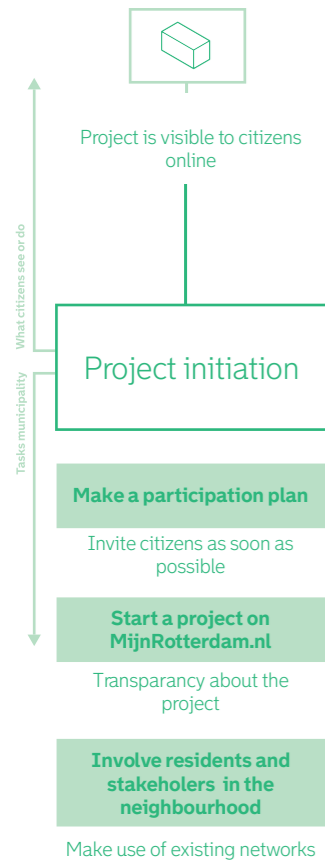 Project is visible to citizens
online
What citizens see or do
Project initiation
Tasks municipality
Make a participation plan
Invite citizens as soon as
possible
Start a project on
MijnRotterdam.nl
Transparancy about the
project
Involve residents and
stakeholders in the
neighbourhood
Make use of existing networks